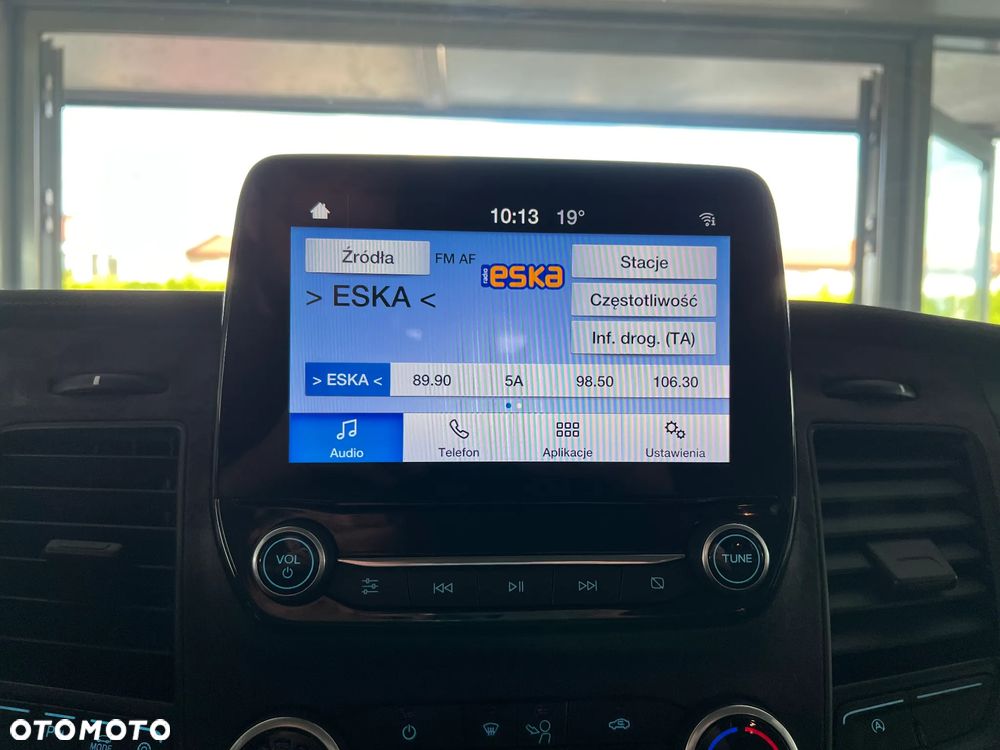 10:13 19°
Źródła FM AF
radio eska
Stacje
> ESKA <
Częstotliwość
Inf. drog. (TA)
> ESKA < 89.90 5A 98.50 106.30
Audio Telefon Aplikacje Ustawienia
VOL
TUNE
MODE
A
OTOMOTO